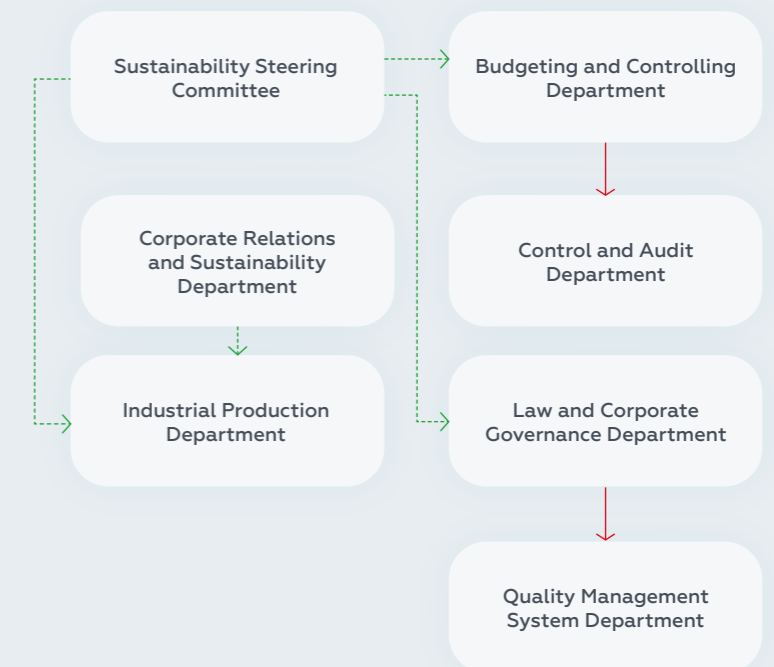 Sustainability Steering
Committee
Budgeting and Controlling
Department
Corporate Relations
and Sustainability
Department
Control and Audit
Department
Industrial Production
Department
Law and Corporate
Governance Department
Quality Management
System Department